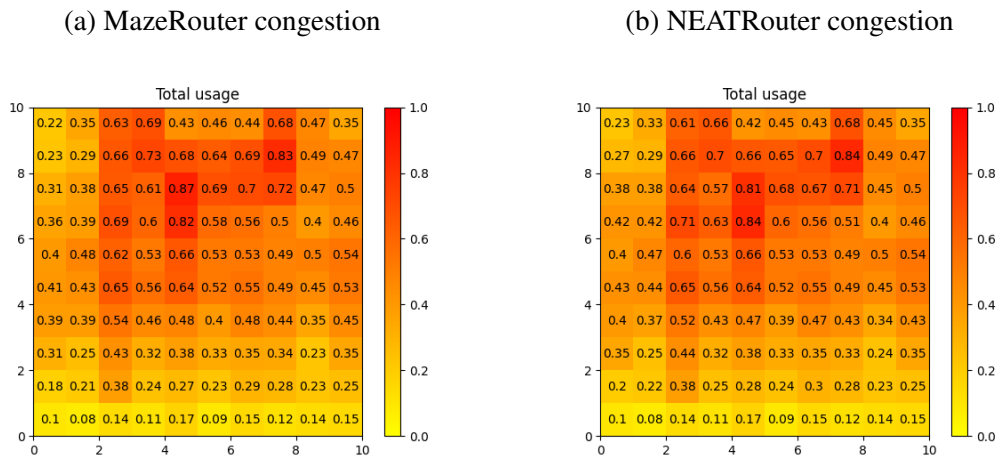 (a) MazeRouter congestion
Total usage
10
8
6
4
2
0
0.22 0.35 0.63 0.69 0.43 0.46 0.44 0.68 0.47 0.35
0.23 0.29 0.66 0.73 0.68 0.64 0.69 0.83 0.49 0.47
0.31 0.38 0.65 0.61 0.87 0.69 0.7 0.72 0.47 0.5
0.36 0.39 0.69 0.6 0.82 0.58 0.56 0.5 0.4 0.46
0.4 0.48 0.62 0.53 0.66 0.53 0.53 0.49 0.5 0.54
0.41 0.43 0.65 0.56 0.64 0.52 0.55 0.49 0.45 0.53
0.39 0.39 0.54 0.46 0.48 0.4 0.48 0.44 0.35 0.45
0.31 0.25 0.43 0.32 0.38 0.33 0.35 0.34 0.23 0.35
0.18 0.21 0.38 0.24 0.27 0.23 0.29 0.28 0.23 0.25
0.1 0.08 0.14 0.11 0.17 0.09 0.15 0.12 0.14 0.15
0 2 4 6 8 10
1.0
0.8
0.6
0.4
0.2
0.0
(b) NEATRouter congestion
Total usage
10
8
6
4
2
0
0.23 0.33 0.61 0.66 0.42 0.45 0.43 0.68 0.45 0.35
0.27 0.29 0.66 0.7 0.66 0.65 0.7 0.84 0.49 0.47
0.38 0.38 0.64 0.57 0.81 0.68 0.67 0.71 0.45 0.5
0.42 0.42 0.71 0.63 0.84 0.6 0.56 0.51 0.4 0.46
0.4 0.47 0.6 0.53 0.66 0.53 0.53 0.49 0.5 0.54
0.43 0.44 0.65 0.56 0.64 0.52 0.55 0.49 0.45 0.53
0.4 0.37 0.52 0.43 0.47 0.39 0.47 0.43 0.34 0.43
0.35 0.25 0.44 0.32 0.38 0.33 0.35 0.33 0.24 0.35
0.2 0.22 0.38 0.25 0.28 0.24 0.3 0.28 0.23 0.25
0.1 0.08 0.14 0.11 0.17 0.09 0.15 0.12 0.14 0.15
0 2 4 6 8 10
1.0
0.8
0.6
0.4
0.2
0.0